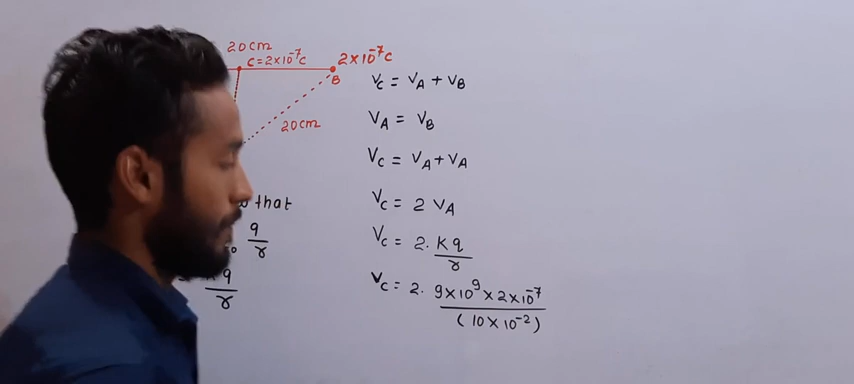 20cm
C = 2×10⁻⁷C
2×10⁻⁷C
B
20cm
that
q
r
K q
r
V_C = V_A + V_B
V_A = V_B
V_C = V_A + V_A
V_C = 2 V_A
V_C = 2. K q
r
V_C = 2. 9×10⁹ × 2×10⁻⁷
(10×10⁻²)